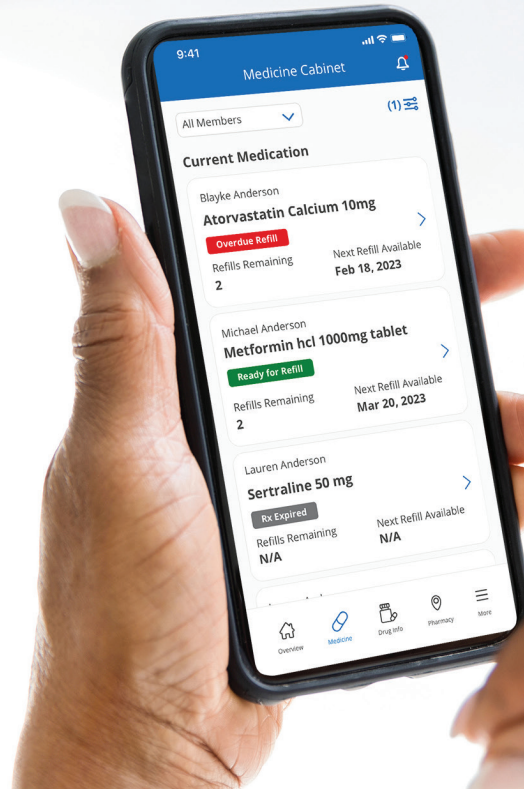 9:41
Medicine Cabinet
All Members
(1)
Current Medication
Blayke Anderson
Atorvastatin Calcium 10mg
Overdue Refill
Refills Remaining Next Refill Available
2 Feb 18, 2023
Michael Anderson
Metformin hcl 1000mg tablet
Ready for Refill
Refills Remaining Next Refill Available
2 Mar 20, 2023
Lauren Anderson
Sertraline 50 mg
Rx Expired
Refills Remaining Next Refill Available
N/A N/A
Overview Medicine Drug Info Pharmacy More